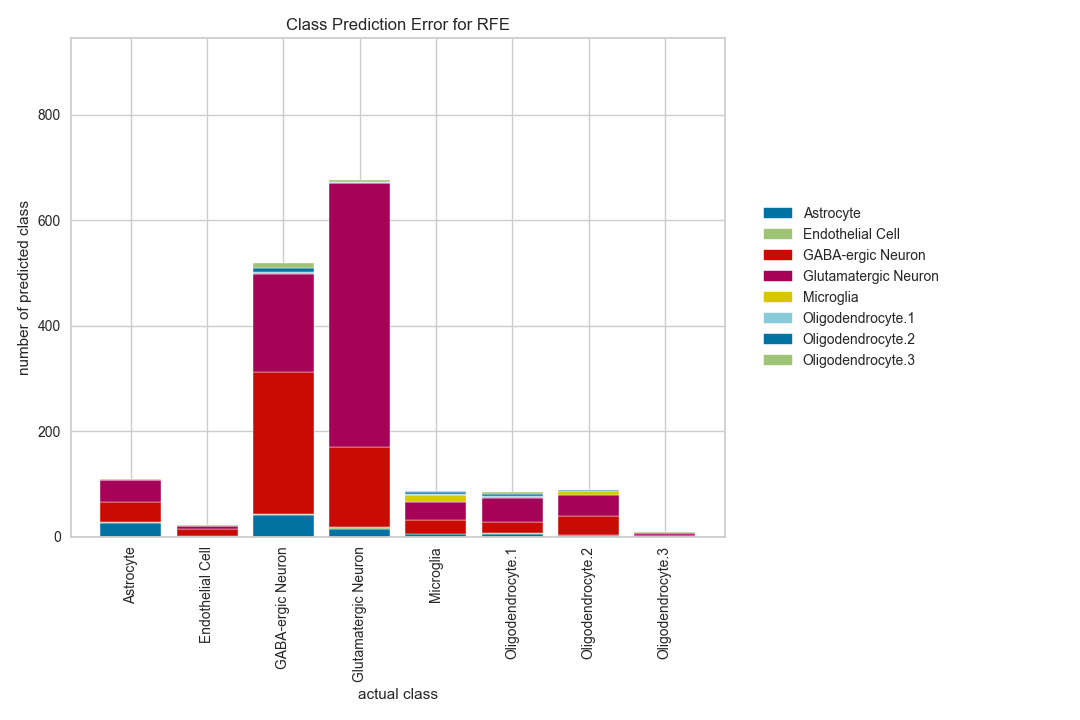 Class Prediction Error for RFE
number of predicted class
800
600
400
200
0
Astrocyte
Endothelial Cell
GABA-ergic Neuron
Glutamatergic Neuron
Microglia
Oligodendrocyte.1
Oligodendrocyte.2
Oligodendrocyte.3
actual class
Astrocyte
Endothelial Cell
GABA-ergic Neuron
Glutamatergic Neuron
Microglia
Oligodendrocyte.1
Oligodendrocyte.2
Oligodendrocyte.3